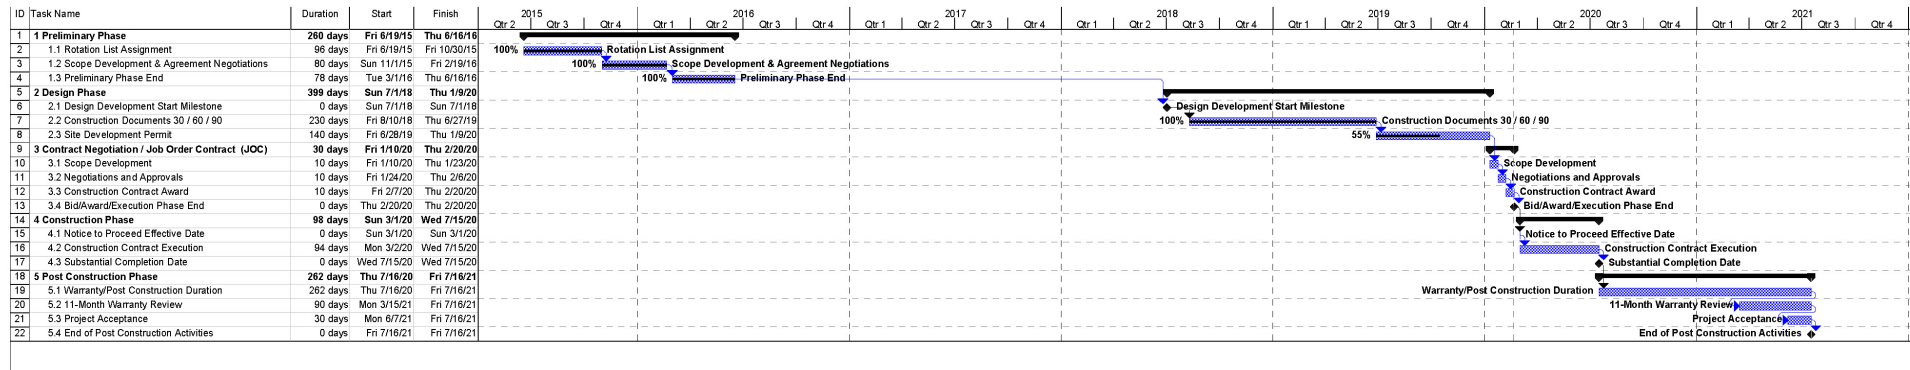 ID Task Name Duration Start Finish 2015 2016 2017 2018 2019 2020 2021
Qtr 2 Qtr 3 Qtr 4 Qtr 1 Qtr 2 Qtr 3 Qtr 4 Qtr 1 Qtr 2 Qtr 3 Qtr 4 Qtr 1 Qtr 2 Qtr 3 Qtr 4 Qtr 1 Qtr 2 Qtr 3 Qtr 4 Qtr 1 Qtr 2 Qtr 3 Qtr 4 Qtr 1 Qtr 2 Qtr 3 Qtr 4
1 1 Preliminary Phase 260 days Fri 6/19/15 Thu 6/16/16
2 1.1 Rotation List Assignment 96 days Fri 6/19/15 Fri 10/30/15 100% Rotation List Assignment
3 1.2 Scope Development & Agreement Negotiations 80 days Sun 11/1/15 Fri 2/19/16 100% Scope Development & Agreement Negotiations
4 1.3 Preliminary Phase End 78 days Tue 3/1/16 Thu 6/16/16 100% Preliminary Phase End
5 2 Design Phase 399 days Sun 7/1/18 Thu 1/9/20
6 2.1 Design Development Start Milestone 0 days Sun 7/1/18 Sun 7/1/18 Design Development Start Milestone
7 2.2 Construction Documents 30 / 60 / 90 230 days Fri 8/10/18 Thu 6/27/19 100% Construction Documents 30 / 60 / 90
8 2.3 Site Development Permit 140 days Fri 6/28/19 Thu 1/9/20 55%
9 3 Contract Negotiation / Job Order Contract (JOC) 30 days Fri 1/10/20 Thu 2/20/20
10 3.1 Scope Development 10 days Fri 1/10/20 Thu 1/23/20 Scope Development
11 3.2 Negotiations and Approvals 10 days Fri 1/24/20 Thu 2/6/20 Negotiations and Approvals
12 3.3 Construction Contract Award 10 days Fri 2/7/20 Thu 2/20/20 Construction Contract Award
13 3.4 Bid/Award/Execution Phase End 0 days Thu 2/20/20 Thu 2/20/20 Bid/Award/Execution Phase End
14 4 Construction Phase 98 days Sun 3/1/20 Wed 7/15/20
15 4.1 Notice to Proceed Effective Date 0 days Sun 3/1/20 Sun 3/1/20 Notice to Proceed Effective Date
16 4.2 Construction Contract Execution 94 days Mon 3/2/20 Wed 7/15/20 Construction Contract Execution
17 4.3 Substantial Completion Date 0 days Wed 7/15/20 Wed 7/15/20 Substantial Completion Date
18 5 Post Construction Phase 262 days Thu 7/16/20 Fri 7/16/21
19 5.1 Warranty/Post Construction Duration 262 days Thu 7/16/20 Fri 7/16/21 Warranty/Post Construction Duration
20 5.2 11-Month Warranty Review 90 days Mon 3/15/21 Fri 7/16/21 11-Month Warranty Review
21 5.3 Project Acceptance 30 days Mon 6/7/21 Fri 7/16/21 Project Acceptance
22 5.4 End of Post Construction Activities 0 days Fri 7/16/21 Fri 7/16/21 End of Post Construction Activities